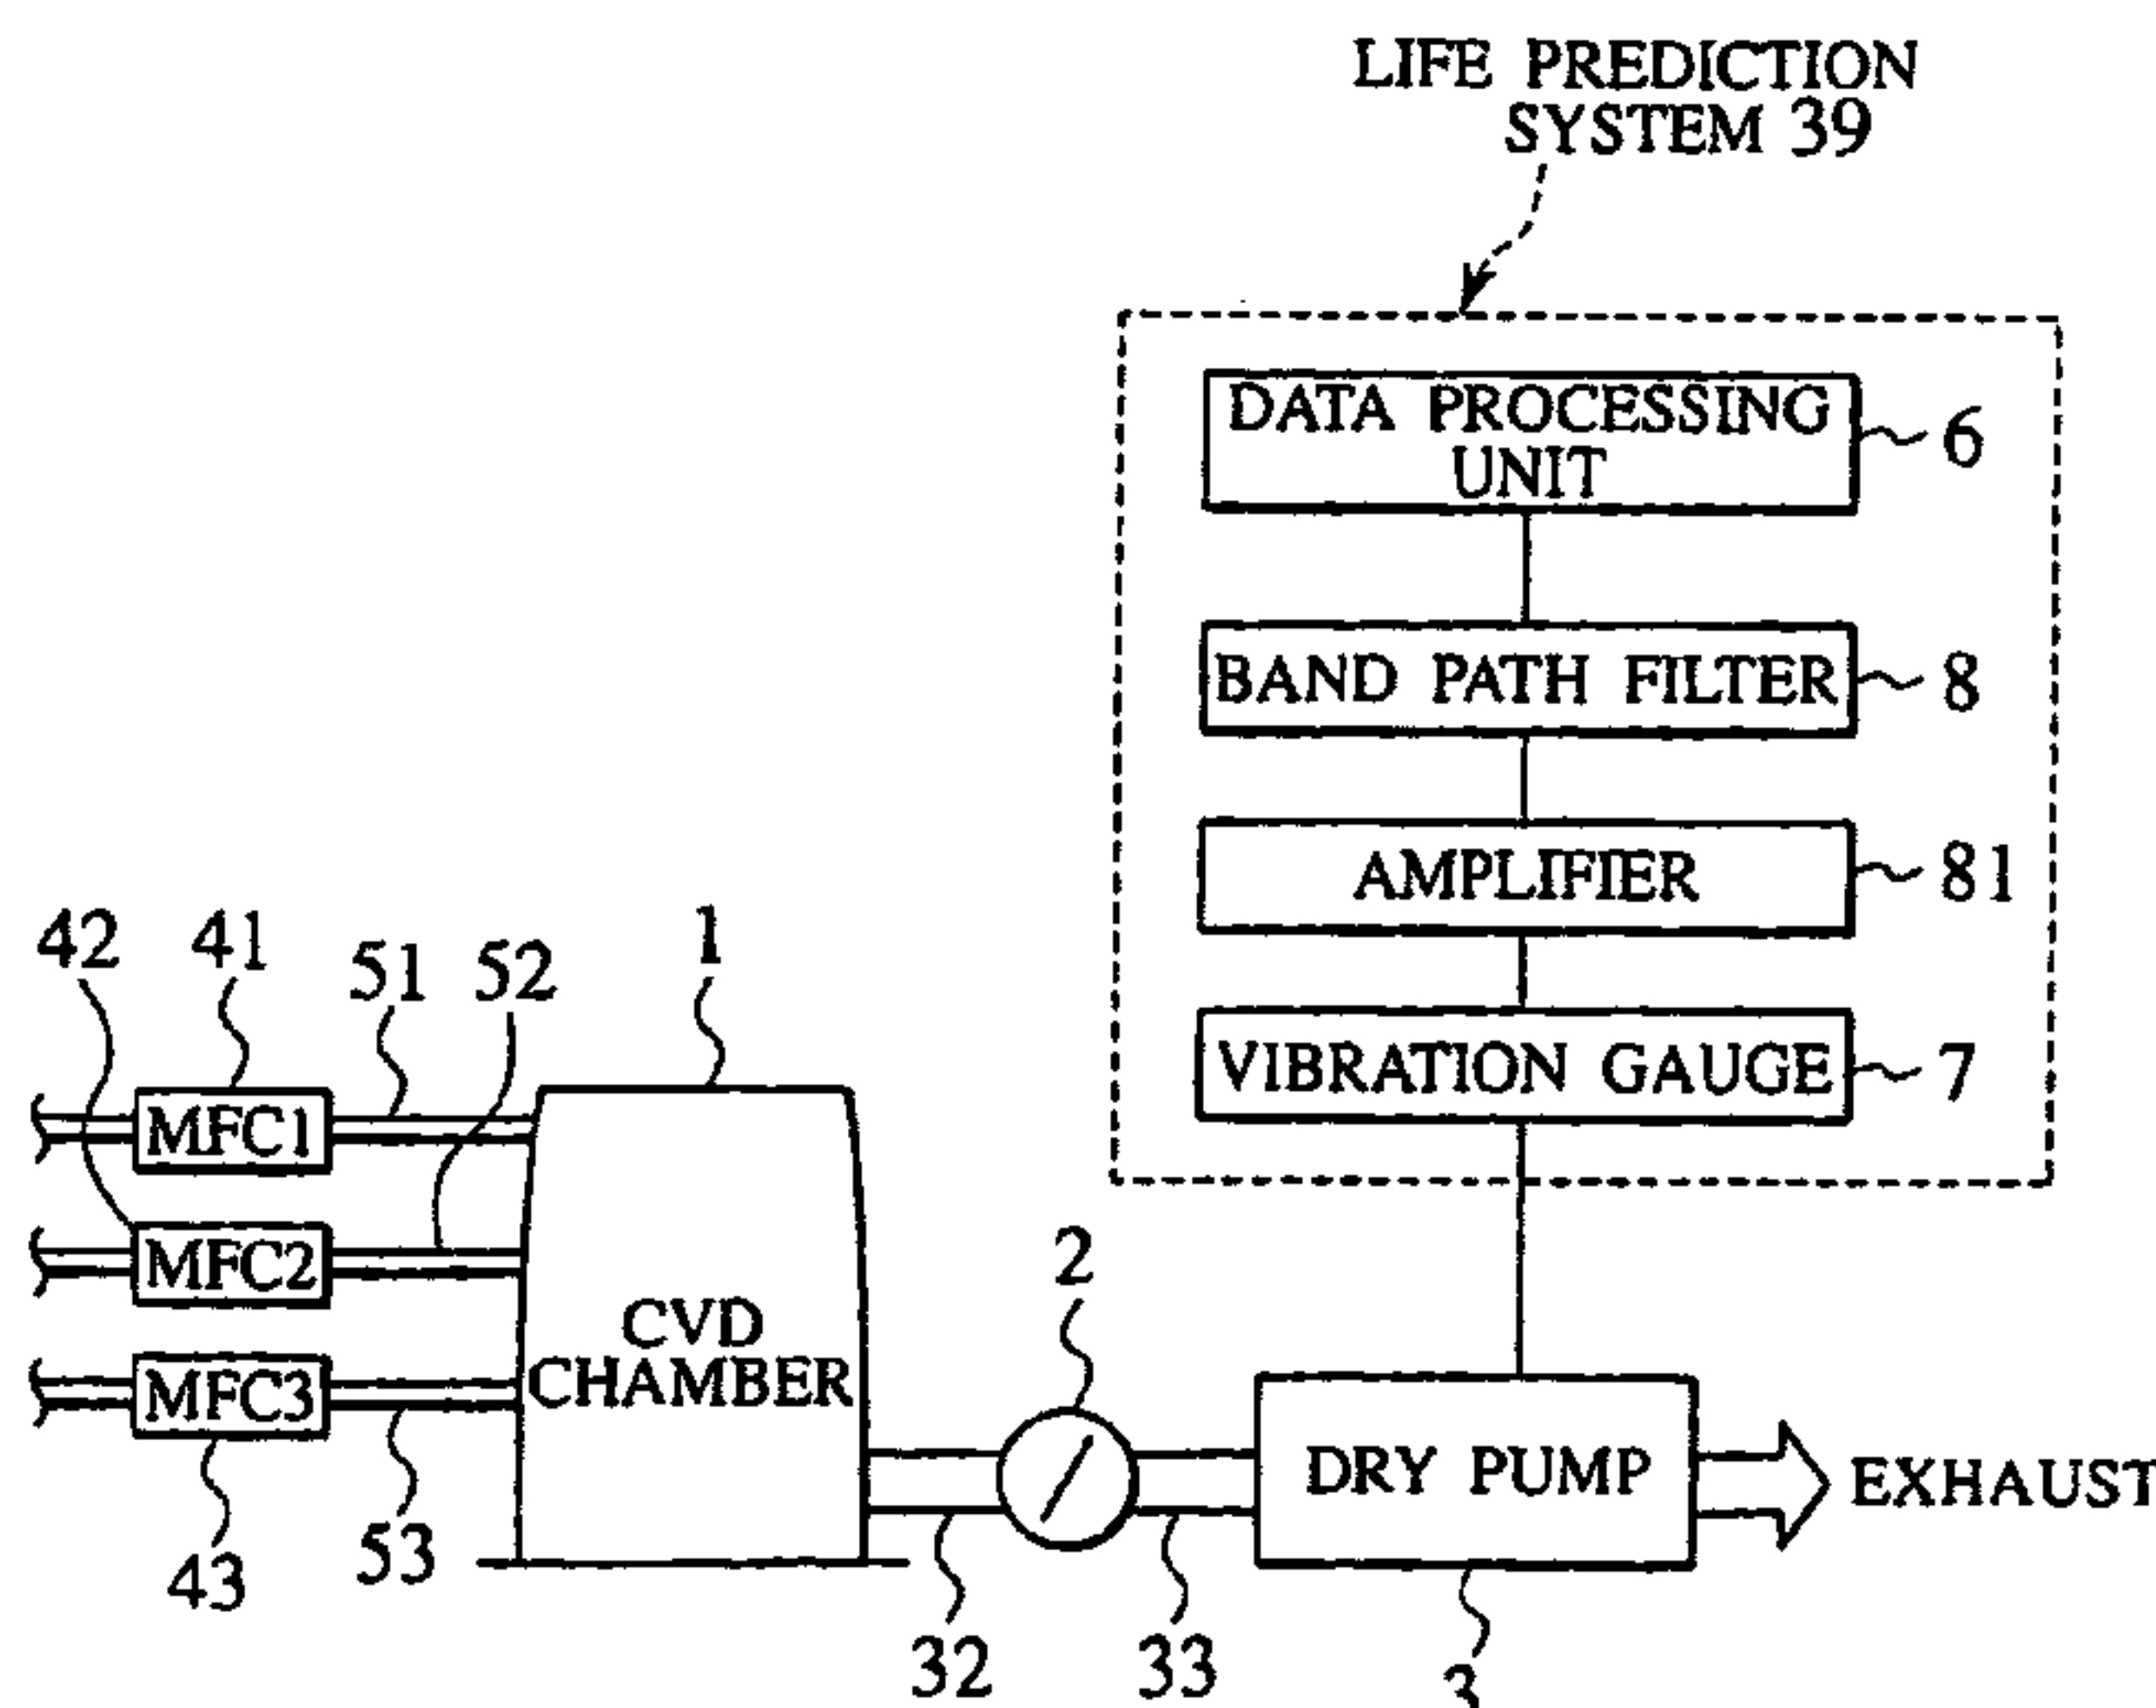 LIFE PREDICTION
SYSTEM 39
DATA PROCESSING
UNIT
6
BAND PATH FILTER
8
AMPLIFIER
81
VIBRATION GAUGE
7
42
41
51
52
1
MFC1
MFC2
MFC3
CVD
CHAMBER
2
DRY PUMP
EXHAUST
43
53
32
33
3